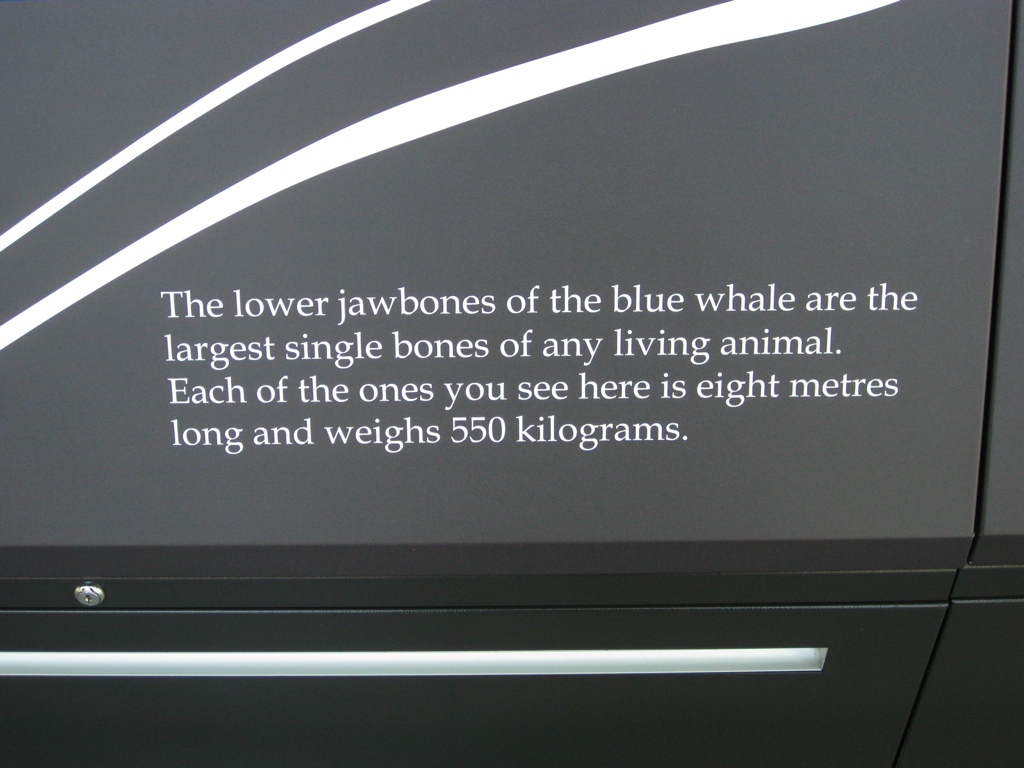 The lower jawbones of the blue whale are the
largest single bones of any living animal.
Each of the ones you see here is eight metres
long and weighs 550 kilograms.